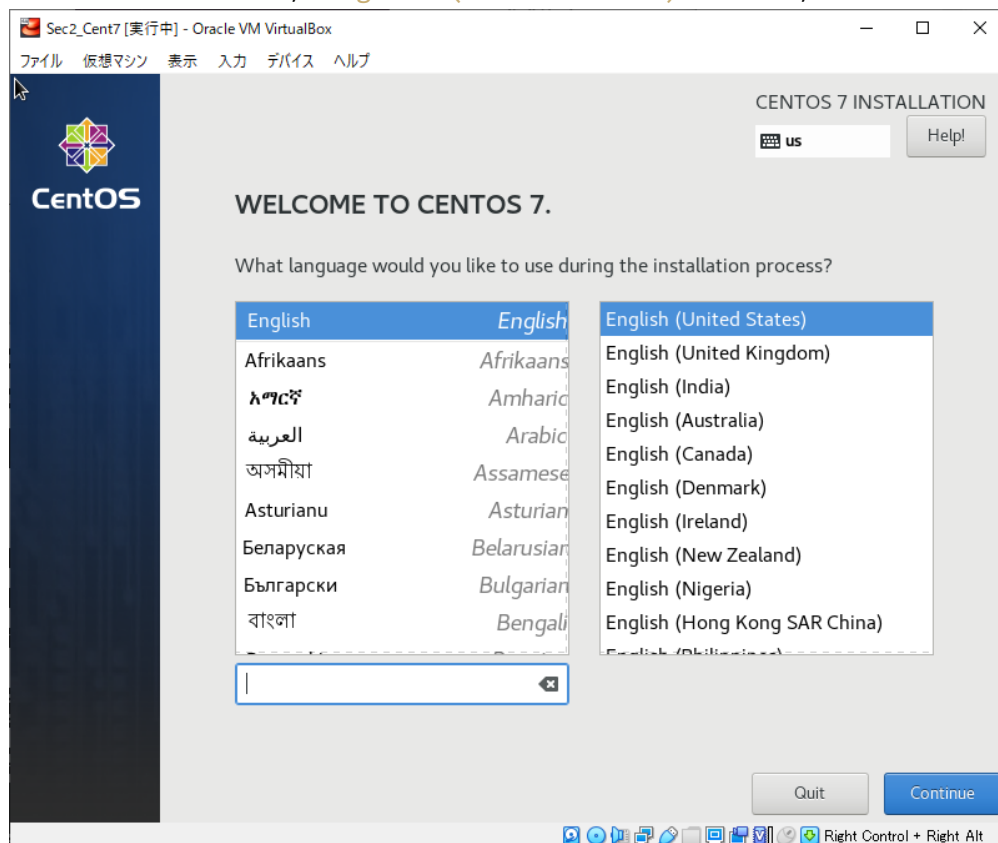 Sec2_Cent7 [実行中] - Oracle VM VirtualBox
ファイル 仮想マシン 表示 入力 デバイス ヘルプ
CENTOS 7 INSTALLATION
us
Help!
CentOS
WELCOME TO CENTOS 7.
What language would you like to use during the installation process?
English English
Afrikaans Afrikaans
አማርኛ Amharic
العربية Arabic
অসমীয়া Assamese
Asturianu Asturian
Беларуская Belarusian
Български Bulgarian
বাংলা Bengali
English (United States)
English (United Kingdom)
English (India)
English (Australia)
English (Canada)
English (Denmark)
English (Ireland)
English (New Zealand)
English (Nigeria)
English (Hong Kong SAR China)
English (Philippines)
Quit
Continue
Right Control + Right Alt